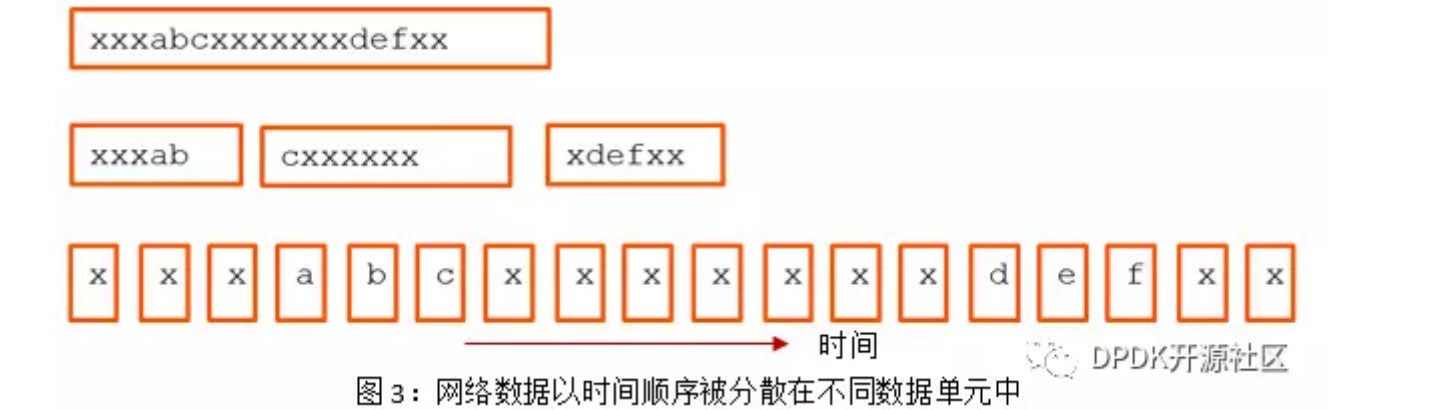 xxxabcxxxxxxxdefxx
xxxab cxxxxxx xdefxx
x x x a b c x x x x x x x d e f x x
时间
DPDK开源社区
图 3：网络数据以时间顺序被分散在不同数据单元中